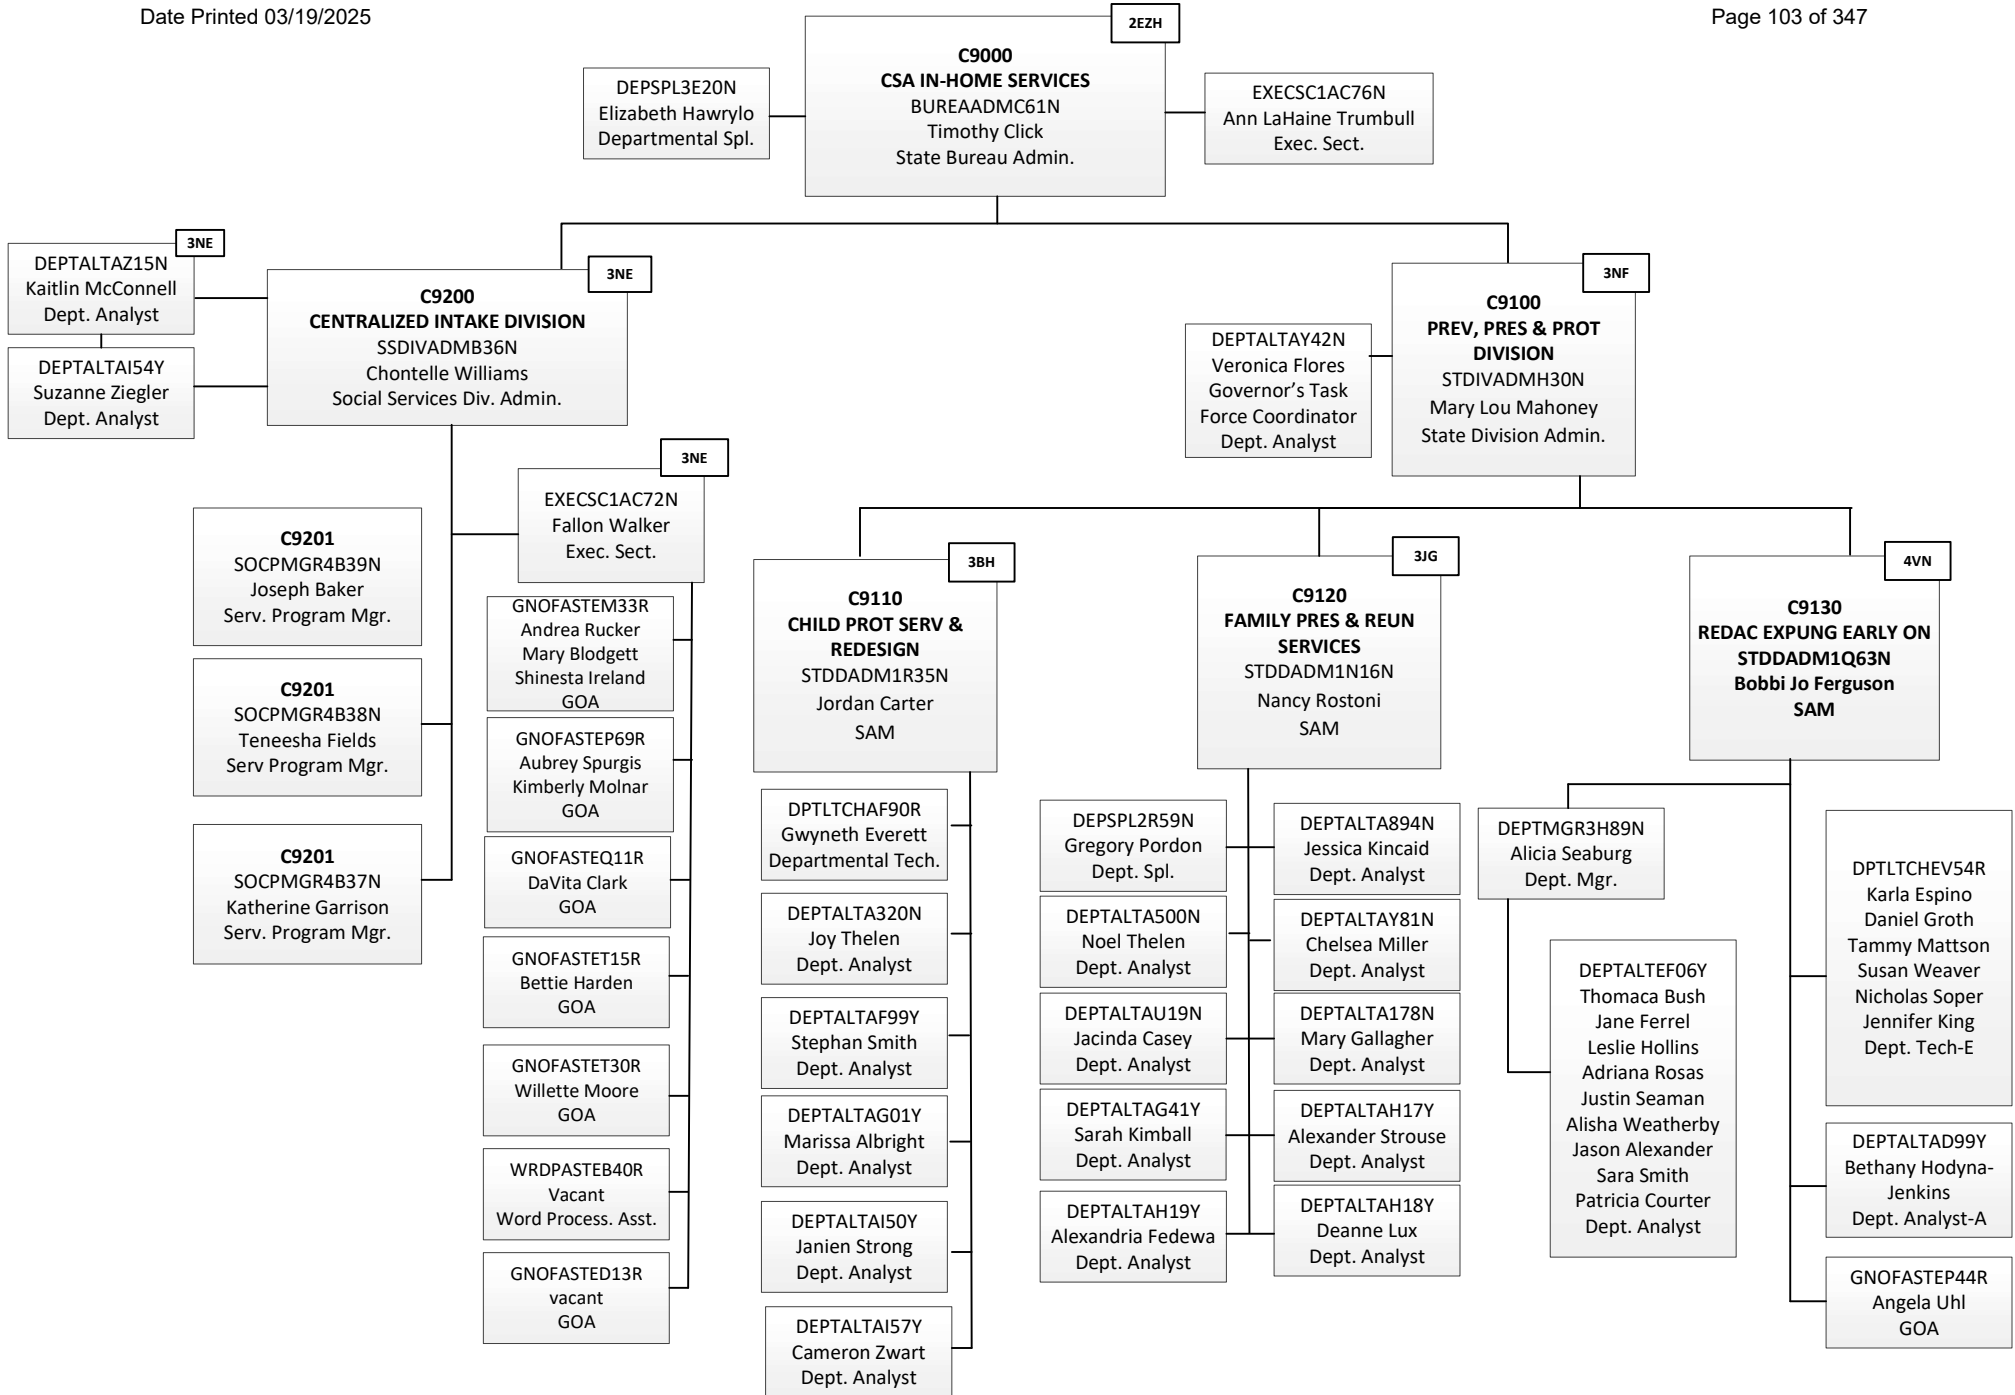 Date Printed 03/19/2025
Page 103 of 347
2EZH
C9000
CSA IN-HOME SERVICES
BUREAADMC61N
Timothy Click
State Bureau Admin.
DEPSPL3E20N
Elizabeth Hawrylo
Departmental Spl.
EXECSC1AC76N
Ann LaHaine Trumbull
Exec. Sect.
3NE
DEPTALTAZ15N
Kaitlin McConnell
Dept. Analyst
DEPTALTAI54Y
Suzanne Ziegler
Dept. Analyst
3NE
C9200
CENTRALIZED INTAKE DIVISION
SSDIVADMB36N
Chontelle Williams
Social Services Div. Admin.
3NF
C9100
PREV, PRES & PROT
DIVISION
STDIVADMH30N
Mary Lou Mahoney
State Division Admin.
DEPTALTAY42N
Veronica Flores
Governor's Task
Force Coordinator
Dept. Analyst
3NE
EXECSC1AC72N
Fallon Walker
Exec. Sect.
C9201
SOCPMGR4B39N
Joseph Baker
Serv. Program Mgr.
C9201
SOCPMGR4B38N
Teneesha Fields
Serv Program Mgr.
C9201
SOCPMGR4B37N
Katherine Garrison
Serv. Program Mgr.
GNOFASTEM33R
Andrea Rucker
Mary Blodgett
Shinesta Ireland
GOA
GNOFASTEP69R
Aubrey Spurgis
Kimberly Molnar
GOA
GNOFASTEQ11R
DaVita Clark
GOA
GNOFASTET15R
Bettie Harden
GOA
GNOFASTET30R
Willette Moore
GOA
WRDPASTEB40R
Vacant
Word Process. Asst.
GNOFASTED13R
vacant
GOA
3BH
C9110
CHILD PROT SERV &
REDESIGN
STDDADM1R35N
Jordan Carter
SAM
DPTLTCHAF90R
Gwyneth Everett
Departmental Tech.
DEPTALTA320N
Joy Thelen
Dept. Analyst
DEPTALTAF99Y
Stephan Smith
Dept. Analyst
DEPTALTAG01Y
Marissa Albright
Dept. Analyst
DEPTALTAI50Y
Janien Strong
Dept. Analyst
DEPTALTAI57Y
Cameron Zwart
Dept. Analyst
3JG
C9120
FAMILY PRES & REUN
SERVICES
STDDADM1N16N
Nancy Rostoni
SAM
DEPSPL2R59N
Gregory Pordon
Dept. Spl.
DEPTALTA500N
Noel Thelen
Dept. Analyst
DEPTALTAU19N
Jacinda Casey
Dept. Analyst
DEPTALTAG41Y
Sarah Kimball
Dept. Analyst
DEPTALTAH19Y
Alexandria Fedewa
Dept. Analyst
DEPTALTA894N
Jessica Kincaid
Dept. Analyst
DEPTALTAY81N
Chelsea Miller
Dept. Analyst
DEPTALTA178N
Mary Gallagher
Dept. Analyst
DEPTALTAH17Y
Alexander Strouse
Dept. Analyst
DEPTALTAH18Y
Deanne Lux
Dept. Analyst
4VN
C9130
REDAC EXPUNG EARLY ON
STDDADM1Q63N
Bobbi Jo Ferguson
SAM
DEPTMGR3H89N
Alicia Seaburg
Dept. Mgr.
DEPTALTEF06Y
Thomaca Bush
Jane Ferrel
Leslie Hollins
Adriana Rosas
Justin Seaman
Alisha Weatherby
Jason Alexander
Sara Smith
Patricia Courter
Dept. Analyst
DPTLTCHEV54R
Karla Espino
Daniel Groth
Tammy Mattson
Susan Weaver
Nicholas Soper
Jennifer King
Dept. Tech-E
DEPTALTAD99Y
Bethany Hodyna-
Jenkins
Dept. Analyst-A
GNOFASTEP44R
Angela Uhl
GOA